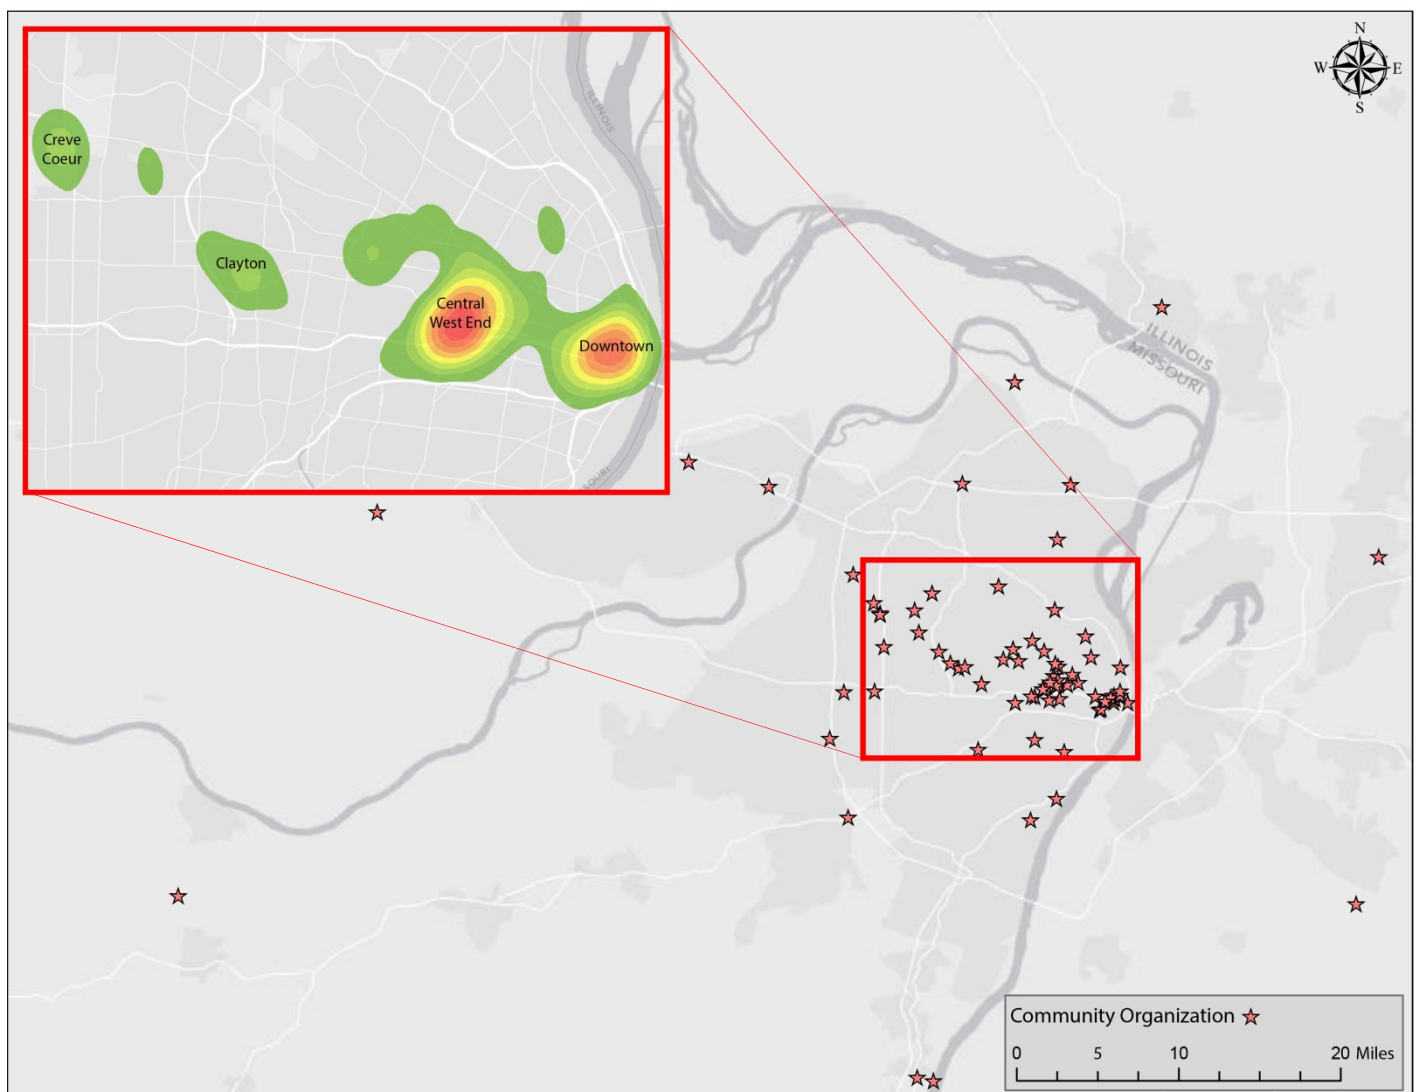 N
W E
S
ILLINOIS
Creve
Coeur
Clayton
Central
West End
Downtown
ILLINOIS
MISSOURI
Community Organization
0 5 10 20 Miles